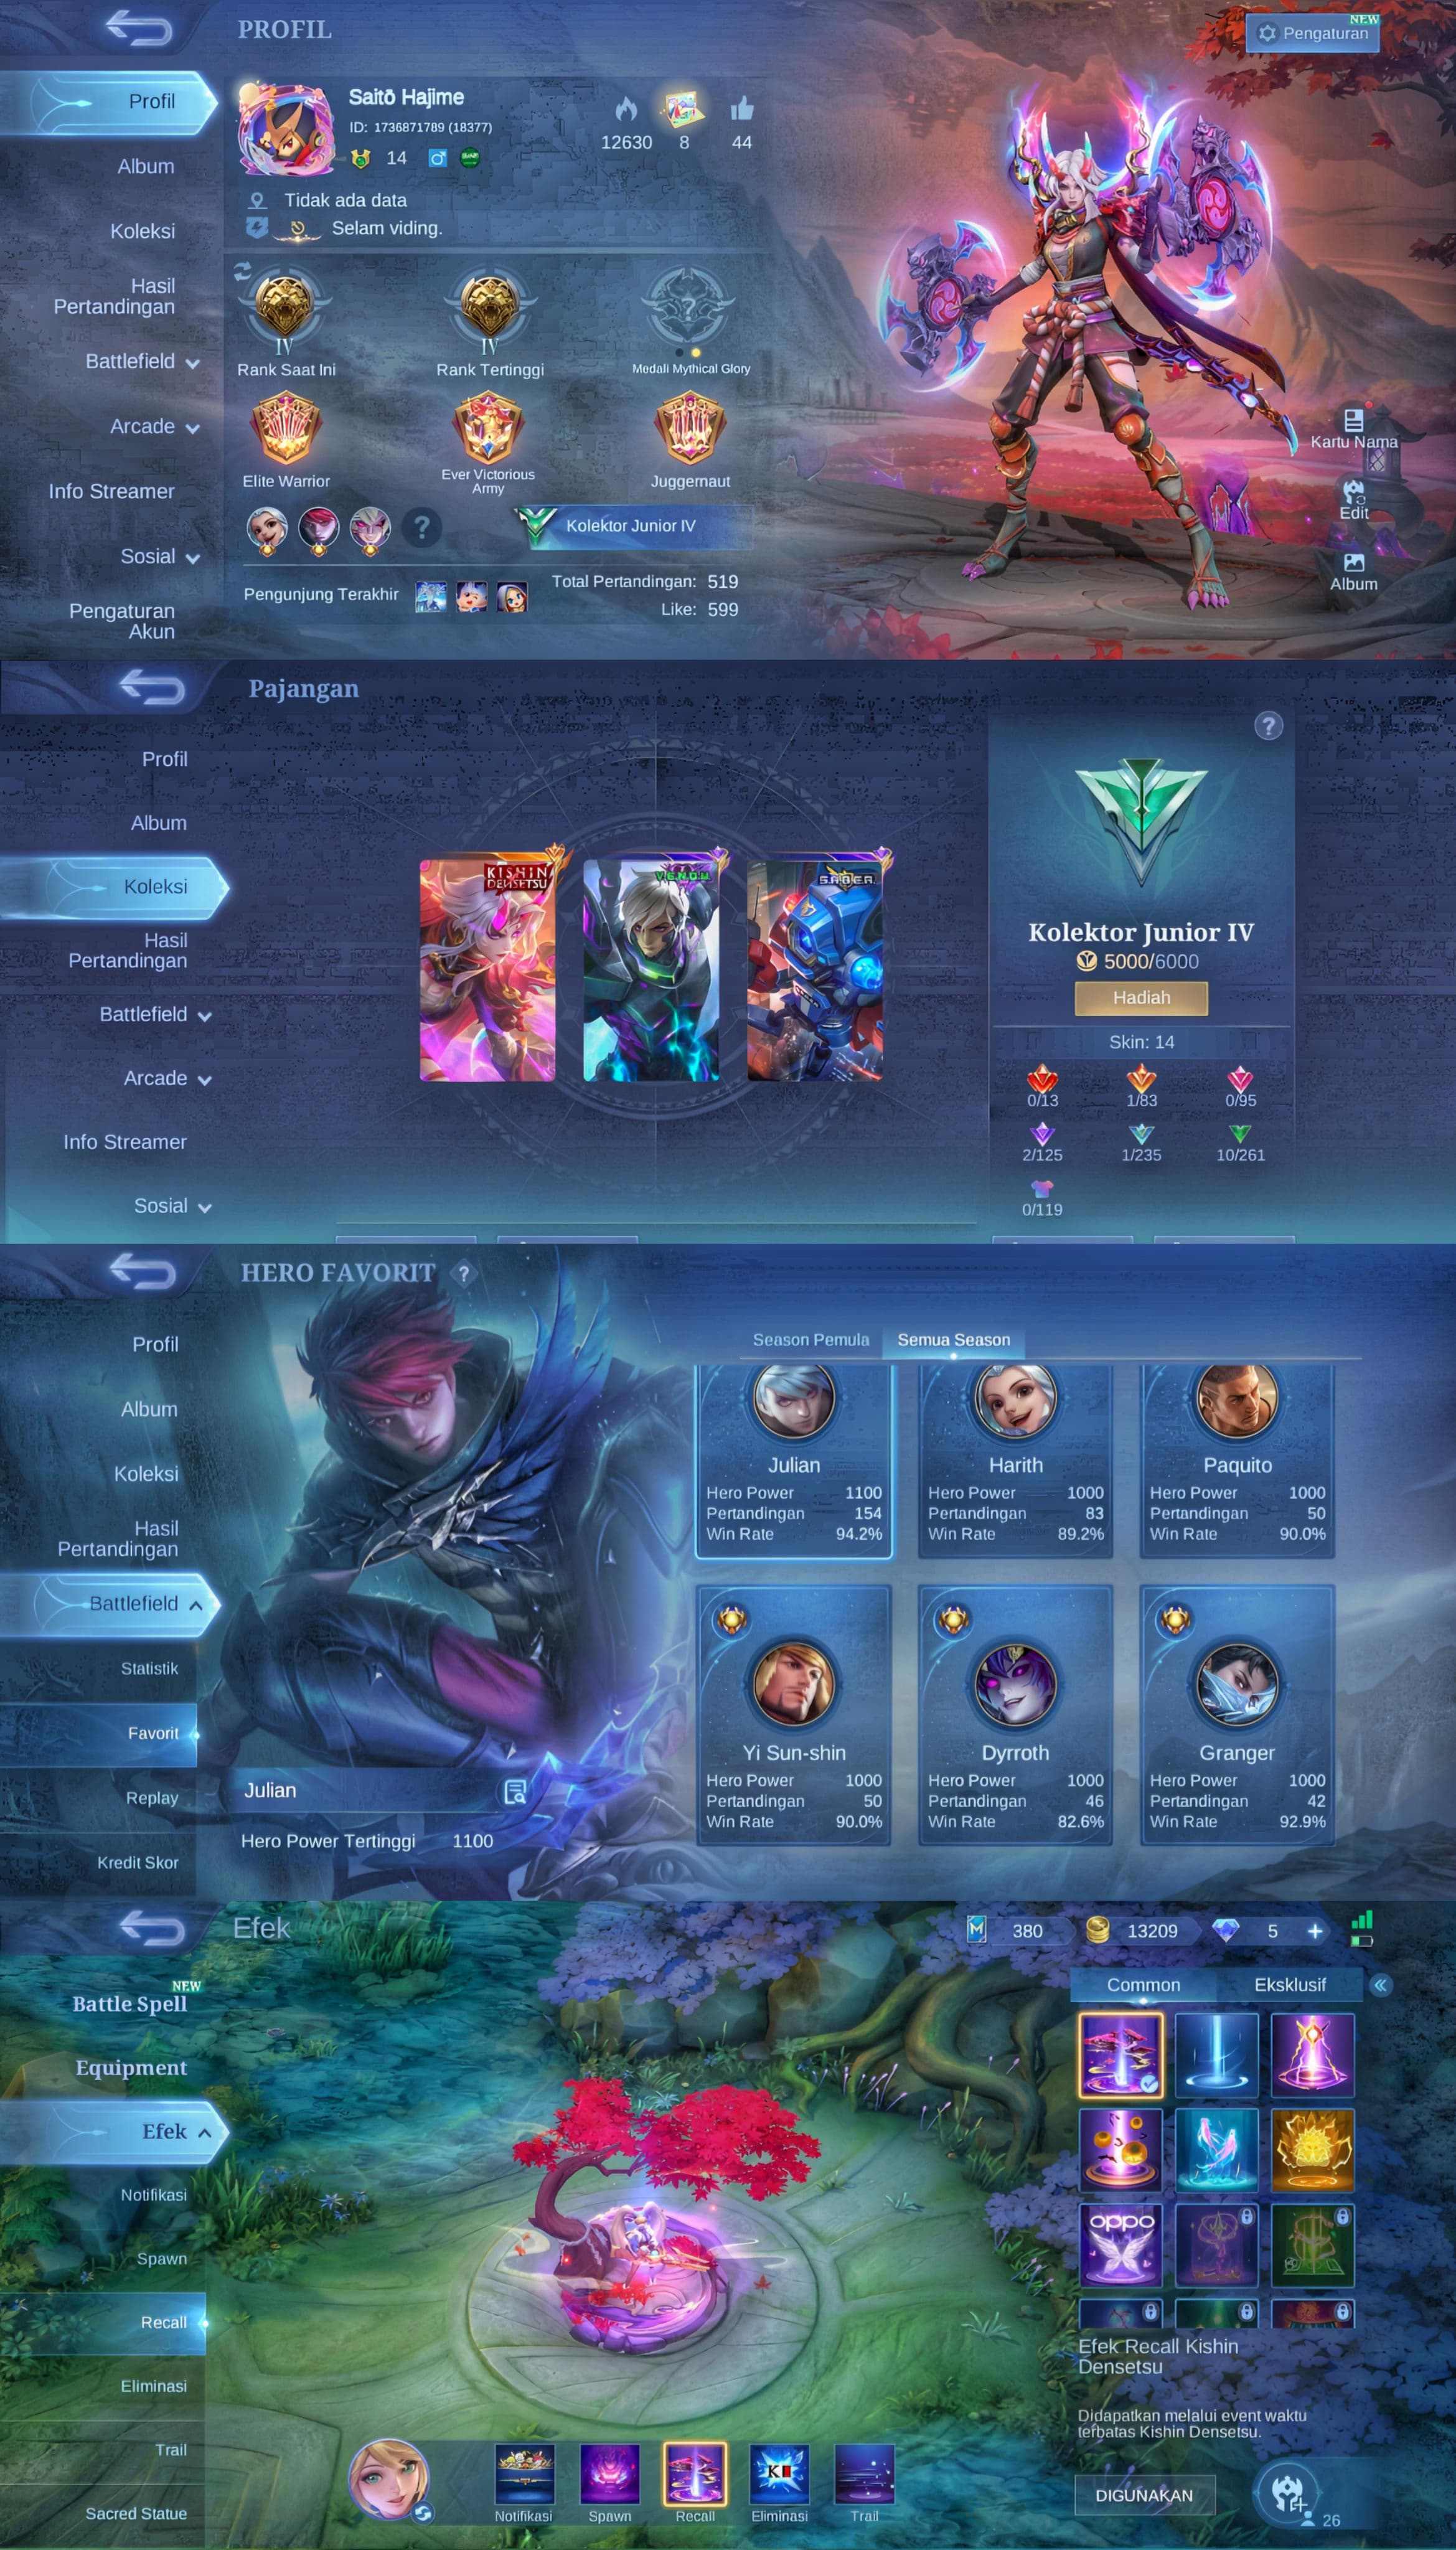 PROFIL
NEW
Pengaturan
Profil
Album
Koleksi
Hasil
Pertandingan
Battlefield
Arcade
Info Streamer
Sosial
Pengaturan
Akun
Saitō Hajime
ID: 1736871789 (18377)
14
12630
8
44
Tidak ada data
Selam viding.
IV
IV
Rank Saat Ini
Rank Tertinggi
Medali Mythical Glory
Elite Warrior
Ever Victorious
Army
Juggernaut
?
Kolektor Junior IV
Pengunjung Terakhir
Total Pertandingan: 519
Like: 599
Kartu Nama
Edit
Album
Pajangan
Profil
Album
Koleksi
Hasil
Pertandingan
Battlefield
Arcade
Info Streamer
Sosial
KISHIN
DENSETSU
V.E.N.O.M.
S.A.B.E.R.
?
Kolektor Junior IV
5000/6000
Hadiah
Skin: 14
0/13
1/83
0/95
2/125
1/235
10/261
0/119
HERO FAVORIT ?
Profil
Album
Koleksi
Hasil
Pertandingan
Battlefield
Statistik
Favorit
Replay
Kredit Skor
Julian
Hero Power Tertinggi 1100
Season Pemula
Semua Season
Julian
Hero Power 1100
Pertandingan 154
Win Rate 94.2%
Harith
Hero Power 1000
Pertandingan 83
Win Rate 89.2%
Paquito
Hero Power 1000
Pertandingan 50
Win Rate 90.0%
Yi Sun-shin
Hero Power 1000
Pertandingan 50
Win Rate 90.0%
Dyrroth
Hero Power 1000
Pertandingan 46
Win Rate 82.6%
Granger
Hero Power 1000
Pertandingan 42
Win Rate 92.9%
Efek
380
13209
5
+
NEW
Battle Spell
Equipment
Efek
Notifikasi
Spawn
Recall
Eliminasi
Trail
Sacred Statue
Common
Eksklusif
oppo
Efek Recall Kishin
Densetsu
Didapatkan melalui event waktu
terbatas Kishin Densetsu.
DIGUNAKAN
26
Notifikasi
Spawn
Recall
Eliminasi
Trail